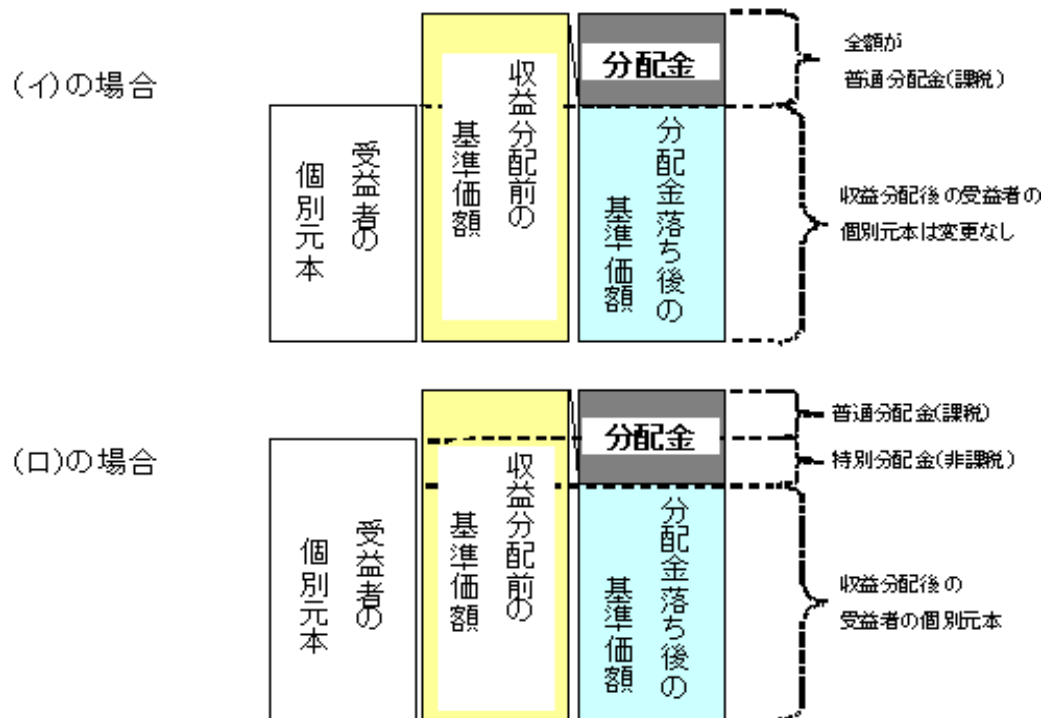 (イ)の場合
受益者の
個別元本
収益分配前の
基準価額
分配金
分配金落ち後の
基準価額
全額が
普通分配金(課税)
収益分配後の受益者の
個別元本は変更なし
(ロ)の場合
受益者の
個別元本
収益分配前の
基準価額
分配金
分配金落ち後の
基準価額
普通分配金(課税)
特別分配金(非課税)
収益分配後の
受益者の個別元本